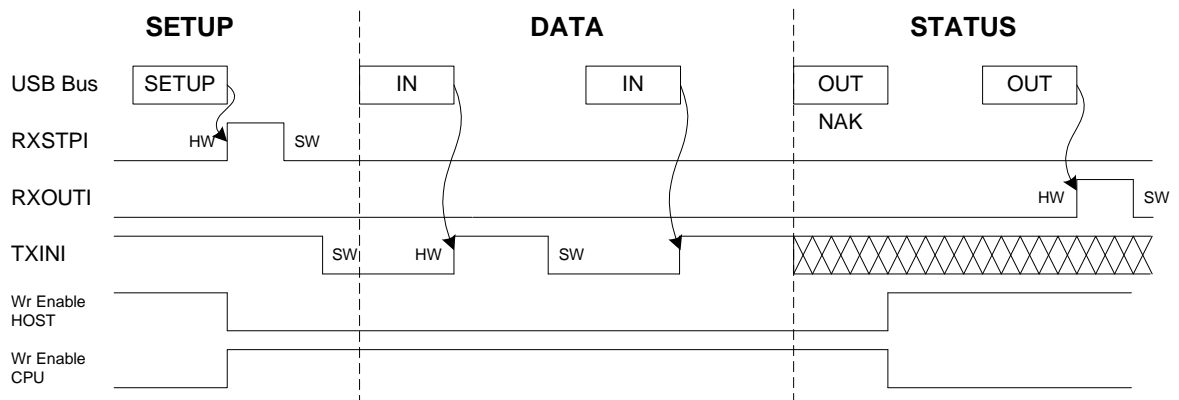 SETUP DATA STATUS
USB Bus SETUP IN IN OUT OUT
NAK
RXSTPI HW SW
RXOUTI HW SW
TXINI SW HW SW
Wr Enable
HOST
Wr Enable
CPU